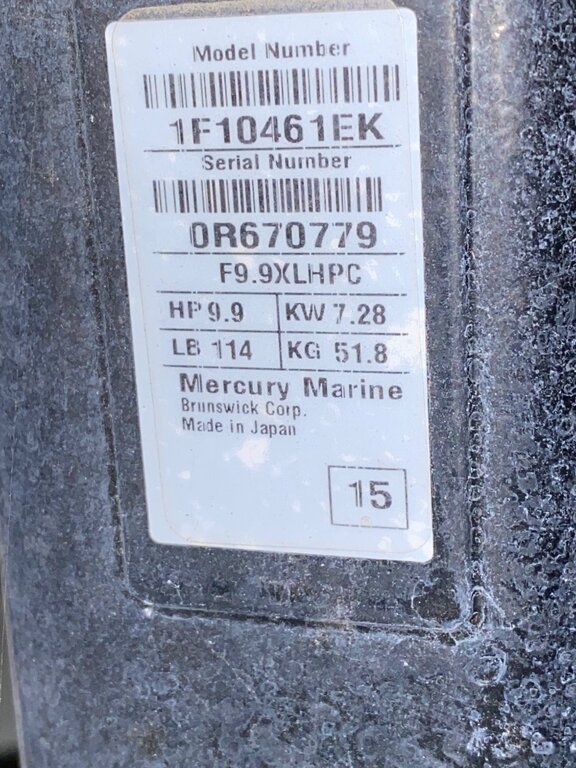 Model Number
1F10461EK
Serial Number
0R670779
F9.9XLHPC
HP 9.9 KW 7.28
LB 114 KG 51.8
Mercury Marine
Brunswick Corp.
Made in Japan
15